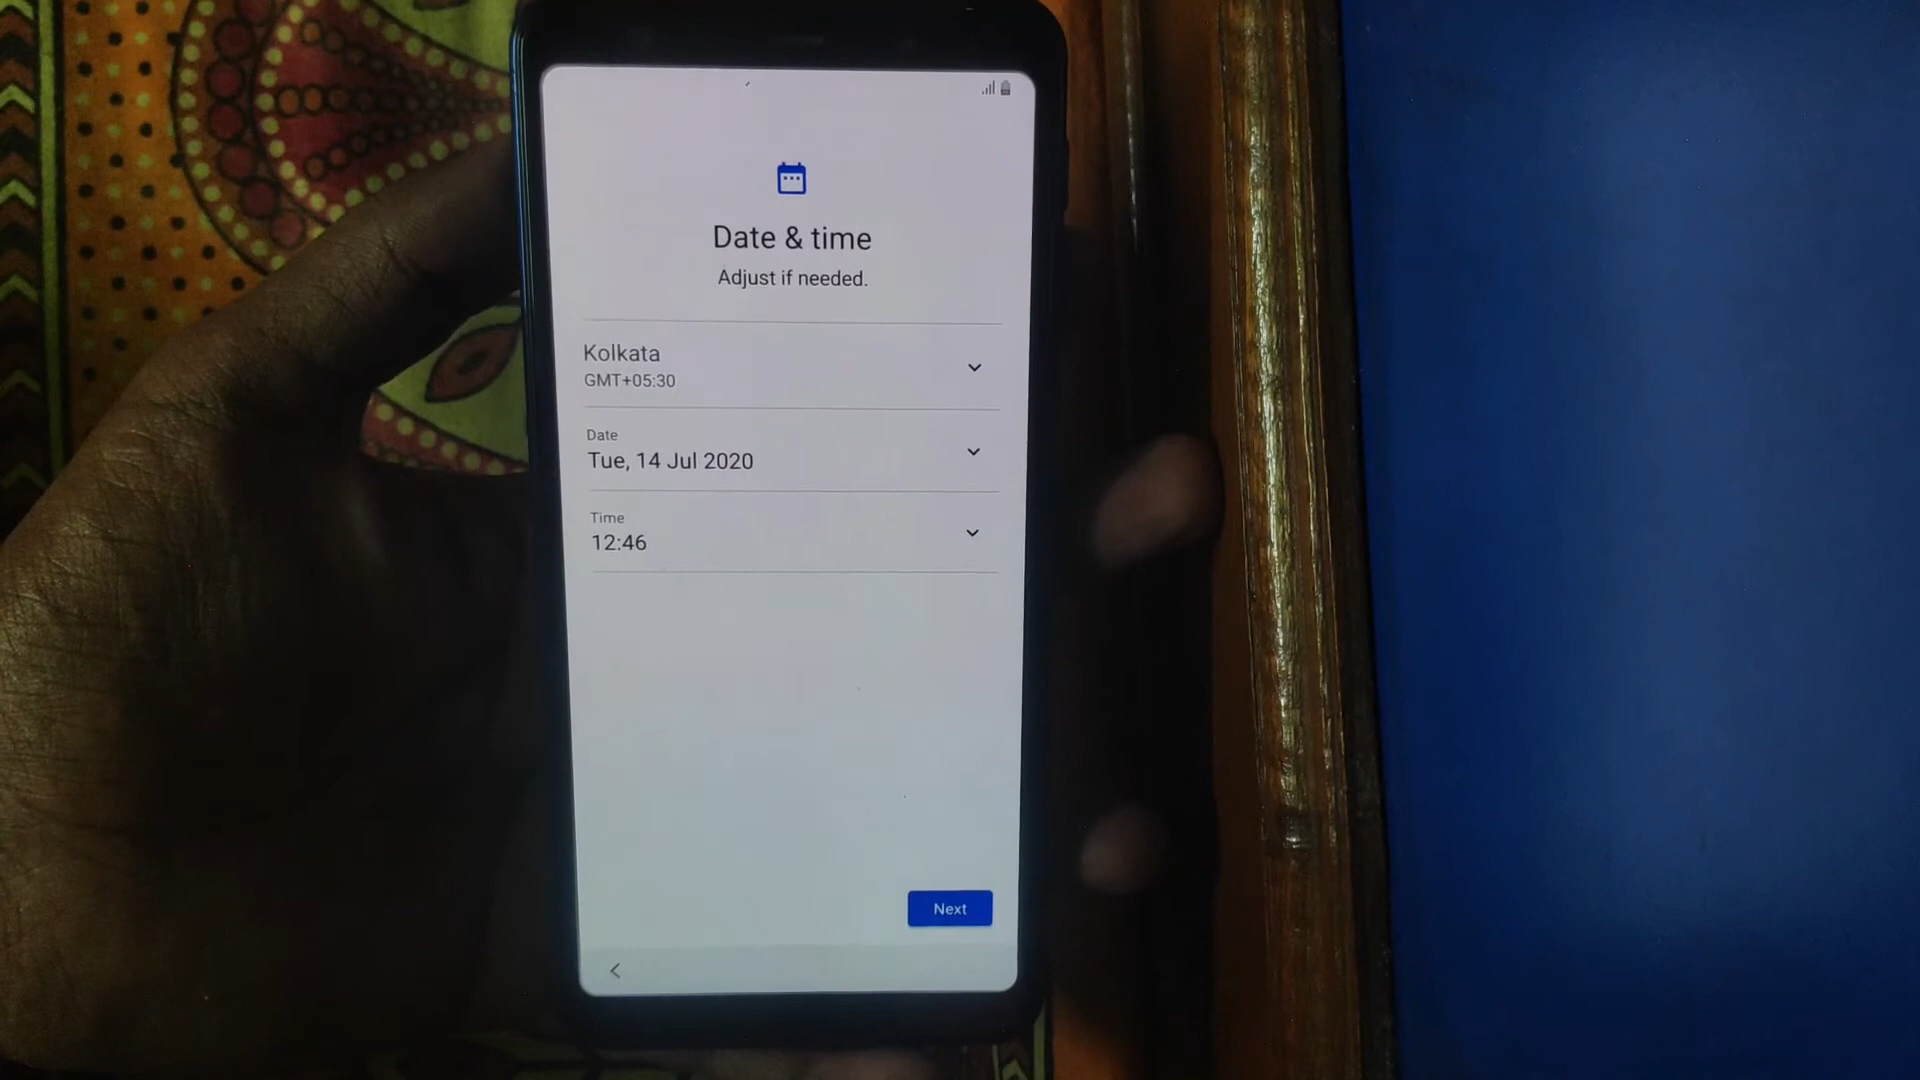 Date & time
Adjust if needed.
Kolkata
GMT+05:30
Date
Tue, 14 Jul 2020
Time
12:46
Next